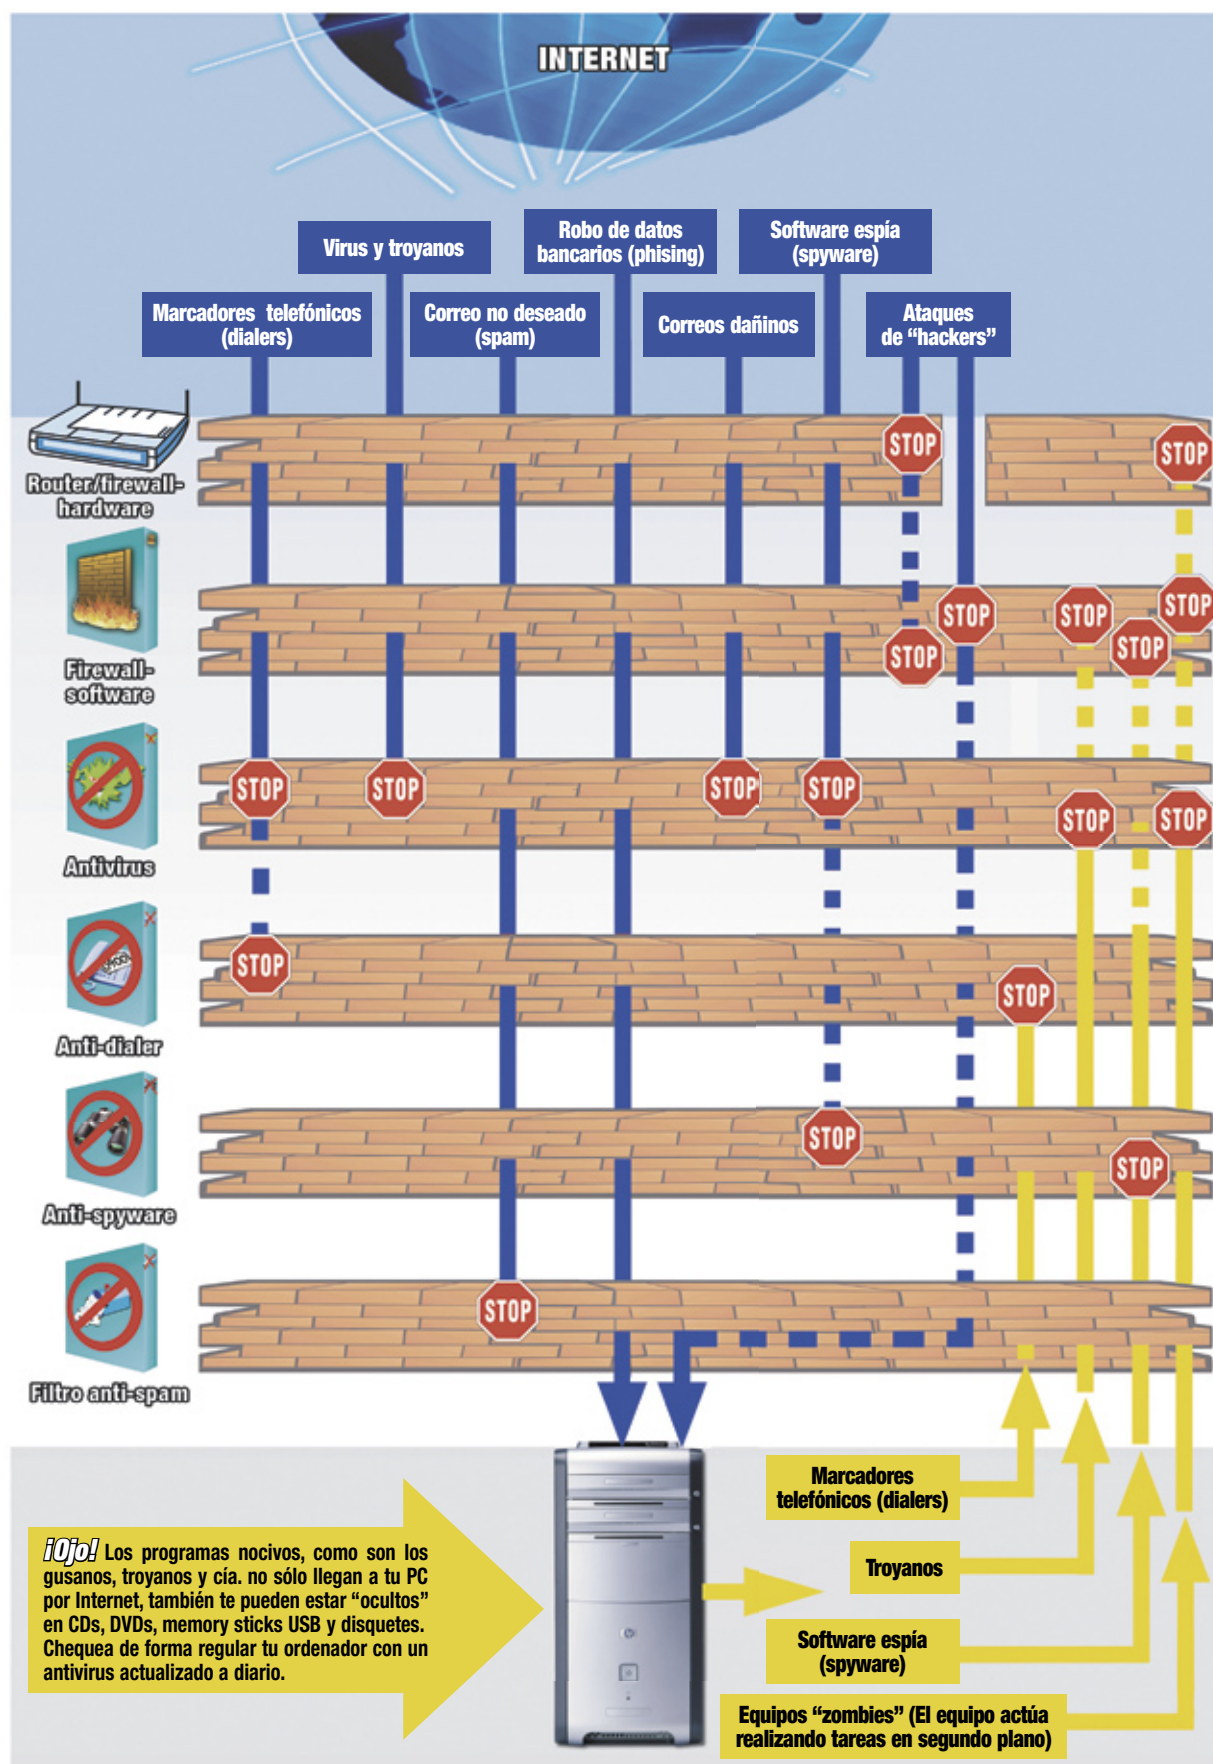 INTERNET
Virus y troyanos
Robo de datos
bancarios (phising)
Software espía
(spyware)
Marcadores telefónicos
(dialers)
Correo no deseado
(spam)
Correos dañinos
Ataques
de “hackers”
STOP
STOP
Router/firewall-
hardware
STOP
STOP
STOP
STOP
STOP
Firewall-
software
STOP
STOP
STOP
STOP
STOP
STOP
Antivirus
STOP
STOP
Anti-dialer
STOP
STOP
Anti-spyware
STOP
Filtro anti-spam
Marcadores
telefónicos (dialers)
¡Ojo! Los programas nocivos, como son los
gusanos, troyanos y cía. no sólo llegan a tu PC
por Internet, también te pueden estar “ocultos”
en CDs, DVDs, memory sticks USB y disquetes.
Chequea de forma regular tu ordenador con un
antivirus actualizado a diario.
Troyanos
Software espía
(spyware)
Equipos “zombies” (El equipo actúa
realizando tareas en segundo plano)